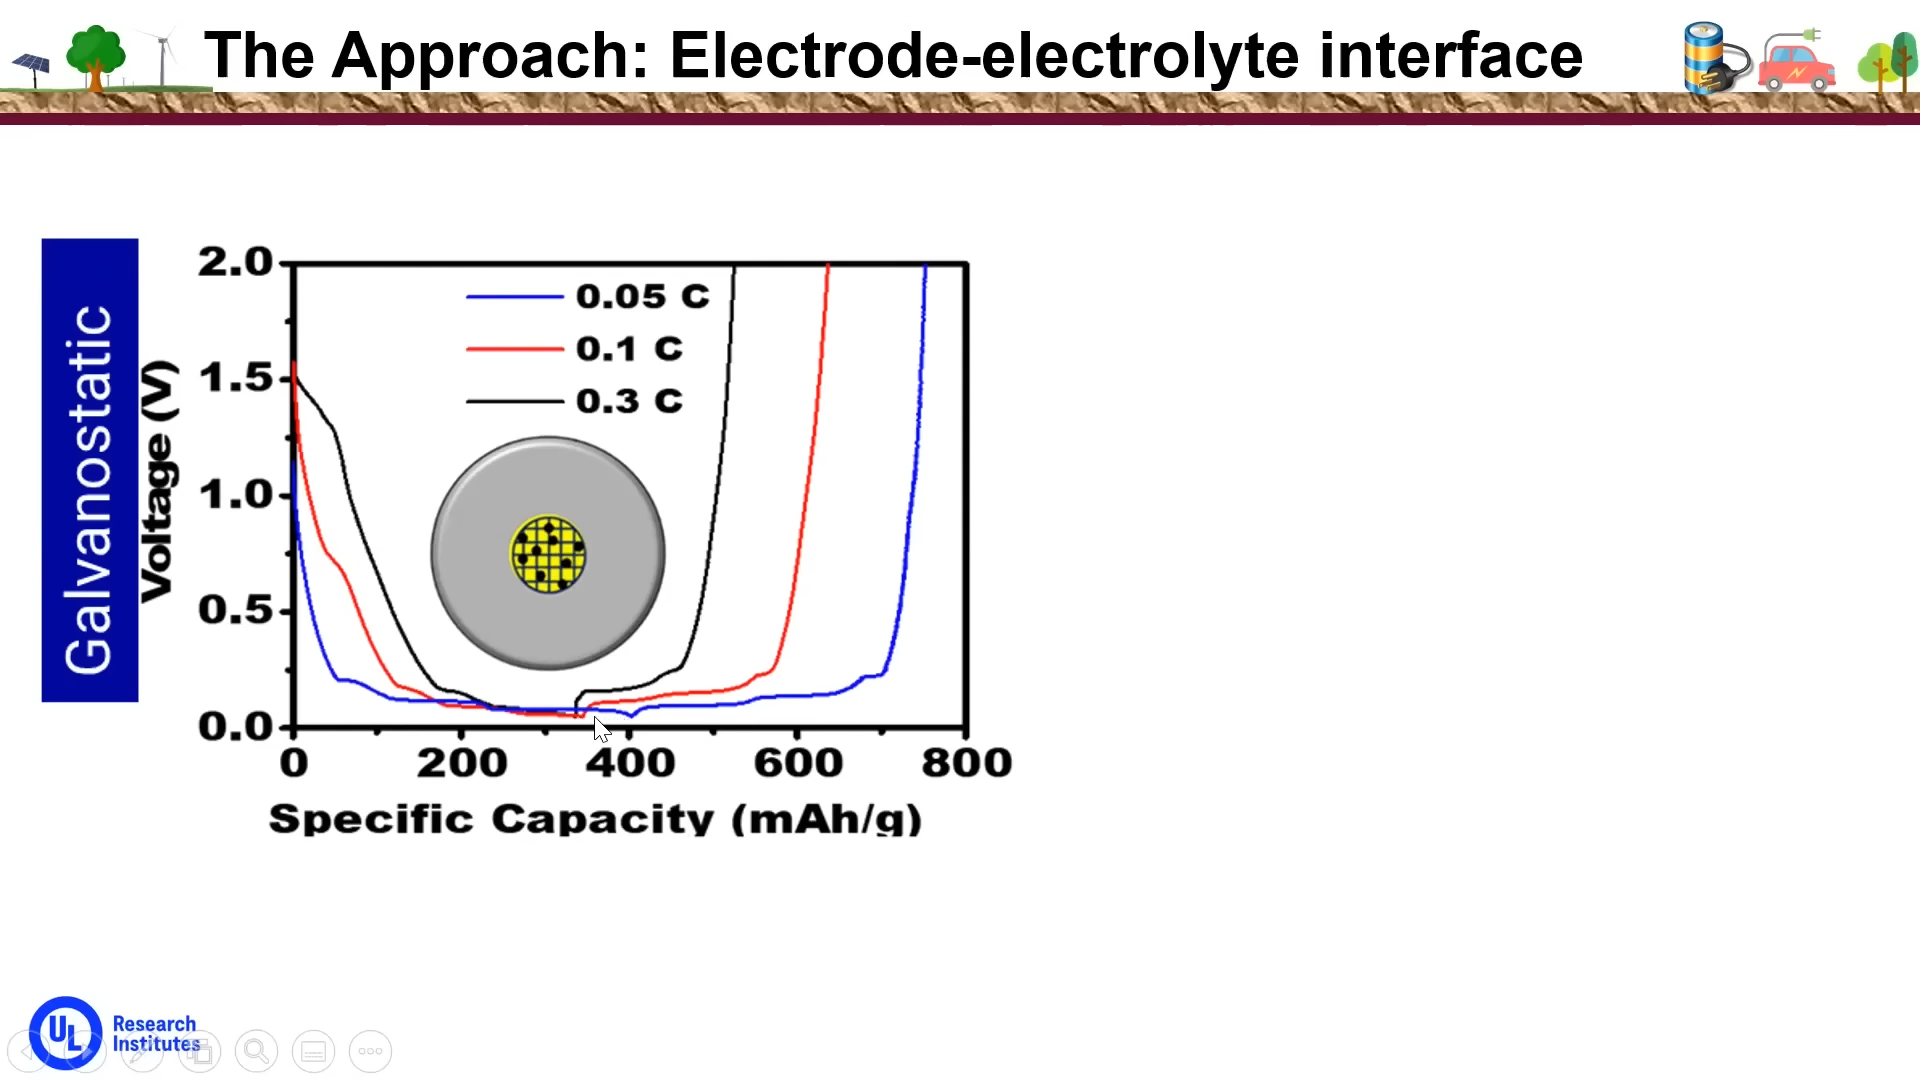 The Approach: Electrode-electrolyte interface
Galvanostatic
Voltage (V)
2.0
1.5
1.0
0.5
0.0
0.05 C
0.1 C
0.3 C
0 200 400 600 800
Specific Capacity (mAh/g)
UL Research
Institutes